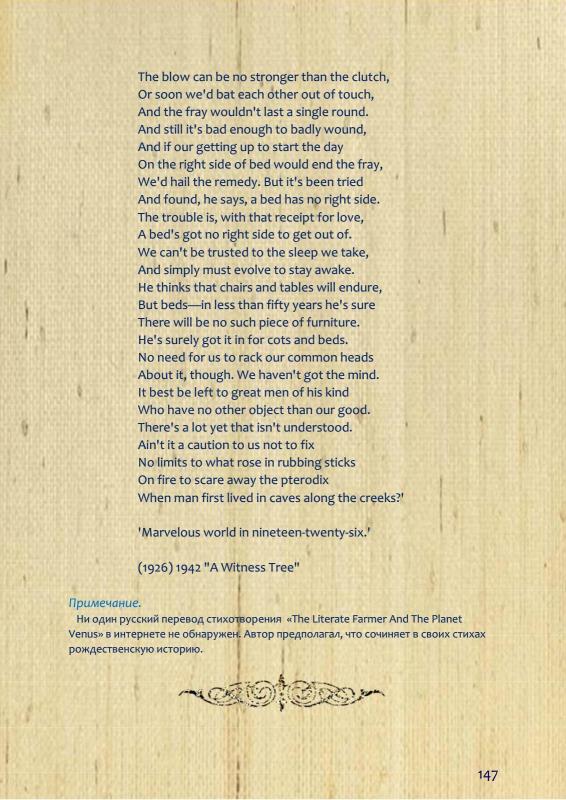 The blow can be no stronger than the clutch,
Or soon we'd bat each other out of touch,
And the fray wouldn't last a single round.
And still it's bad enough to badly wound,
And if our getting up to start the day
On the right side of bed would end the fray,
We'd hail the remedy. But it's been tried
And found, he says, a bed has no right side.
The trouble is, with that receipt for love,
A bed's got no right side to get out of.
We can't be trusted to the sleep we take,
And simply must evolve to stay awake.
He thinks that chairs and tables will endure,
But beds—in less than fifty years he's sure
There will be no such piece of furniture.
He's surely got it in for cots and beds.
No need for us to rack our common heads
About it, though. We haven't got the mind.
It best be left to great men of his kind
Who have no other object than our good.
There's a lot yet that isn't understood.
Ain't it a caution to us not to fix
No limits to what rose in rubbing sticks
On fire to scare away the pterodix
When man first lived in caves along the creeks?'
'Marvelous world in nineteen-twenty-six.'
(1926) 1942 "A Witness Tree"
Примечание.
Ни один русский перевод стихотворения «The Literate Farmer And The Planet
Venus» в интернете не обнаружен. Автор предполагал, что сочиняет в своих стихах
рождественскую историю.
147